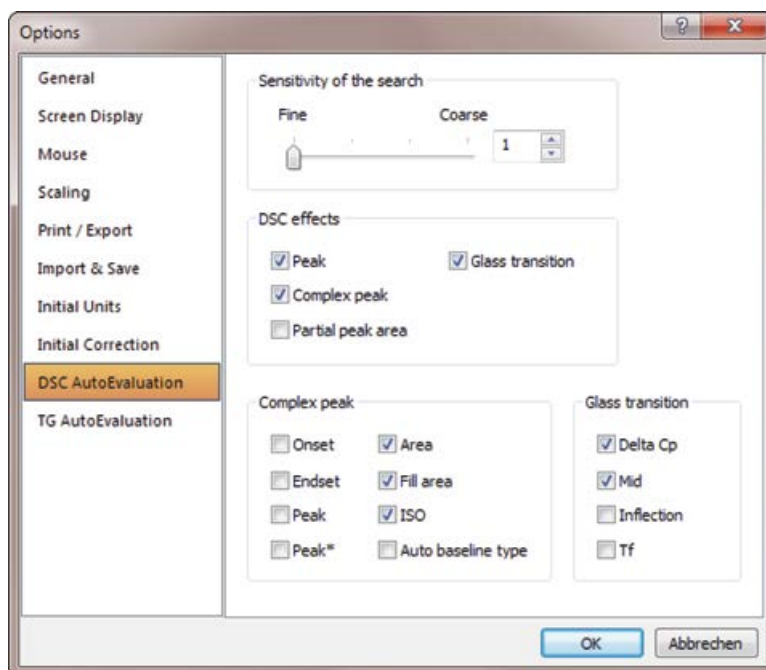 Options
General
Screen Display
Mouse
Scaling
Print / Export
Import & Save
Initial Units
Initial Correction
DSC AutoEvaluation
TG AutoEvaluation
Sensitivity of the search
Fine Coarse
1
DSC effects
Peak Glass transition
Complex peak
Partial peak area
Complex peak
Onset Area
Endset Fill area
Peak ISO
Peak* Auto baseline type
Glass transition
Delta Cp
Mid
Inflection
Tf
OK Abbrechen